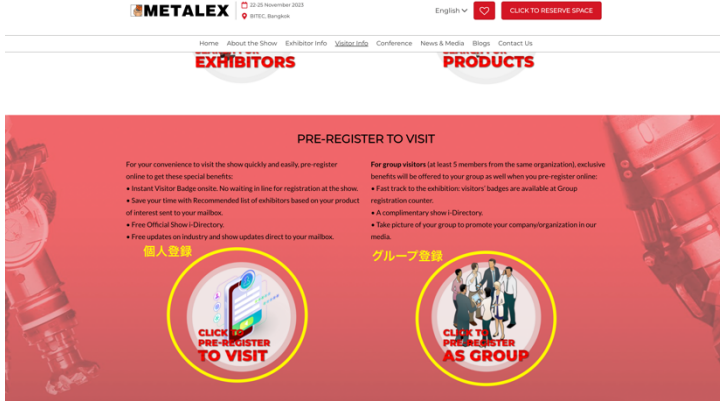 METALEX
22-25 November 2023
BITEC, Bangkok
English
CLICK TO RESERVE SPACE
Home About the Show Exhibitor Info Visitor Info Conference News & Media Blogs Contact Us
SEARCH FOR
EXHIBITORS
SEARCH FOR
PRODUCTS
PRE-REGISTER TO VISIT
For your convenience to visit the show quickly and easily, pre-register
online to get these special benefits:
• Instant Visitor Badge onsite. No waiting in line for registration at the show.
• Save your time with Recommended list of exhibitors based on your product
of interest sent to your mailbox.
• Free Official Show i-Directory.
• Free updates on industry and show updates direct to your mailbox.
個人登録
CLICK TO
PRE-REGISTER
TO VISIT
For group visitors (at least 5 members from the same organization), exclusive
benefits will be offered to your group as well when you pre-register online:
• Fast track to the exhibition: visitors' badges are available at Group
registration counter.
• A complimentary show i-Directory.
• Take picture of your group to promote your company/organization in our
media.
グループ登録
CLICK TO
PRE-REGISTER
AS GROUP